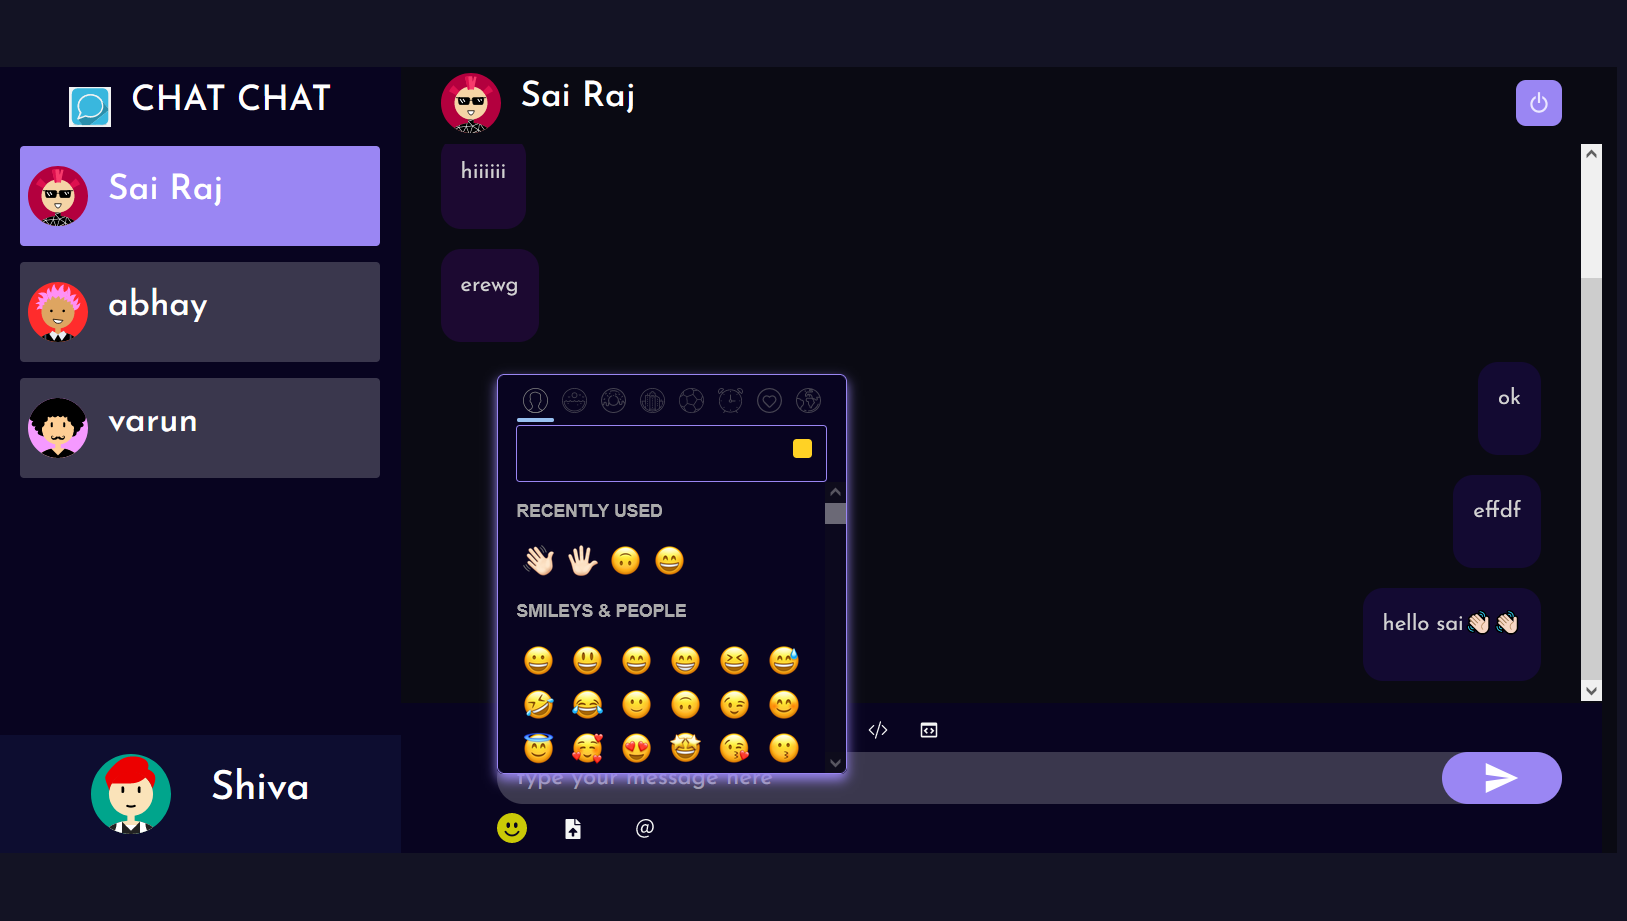 CHAT CHAT
Sai Raj
abhay
varun
Shiva
Sai Raj
hiiiiii
erewg
ok
effdf
hello sai👋🏻👋🏻
RECENTLY USED
SMILEYS & PEOPLE
</>
Type your message here
@